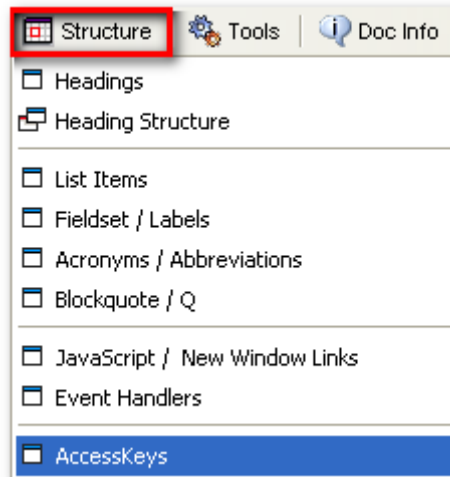 Structure Tools Doc Info
Headings
Heading Structure
List Items
Fieldset / Labels
Acronyms / Abbreviations
Blockquote / Q
JavaScript / New Window Links
Event Handlers
AccessKeys